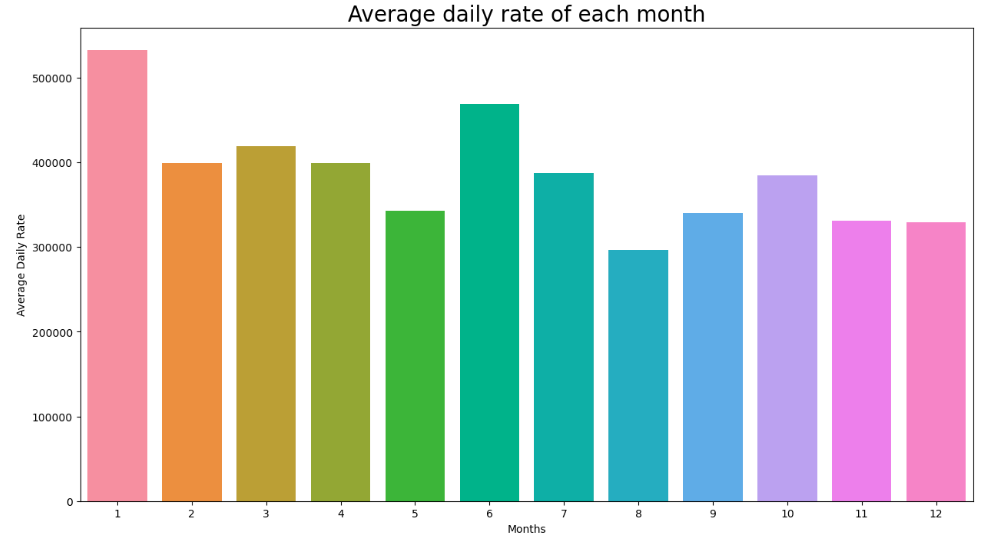 Average daily rate of each month
500000
400000
300000
200000
100000
0
Average Daily Rate
1 2 3 4 5 6 7 8 9 10 11 12
Months